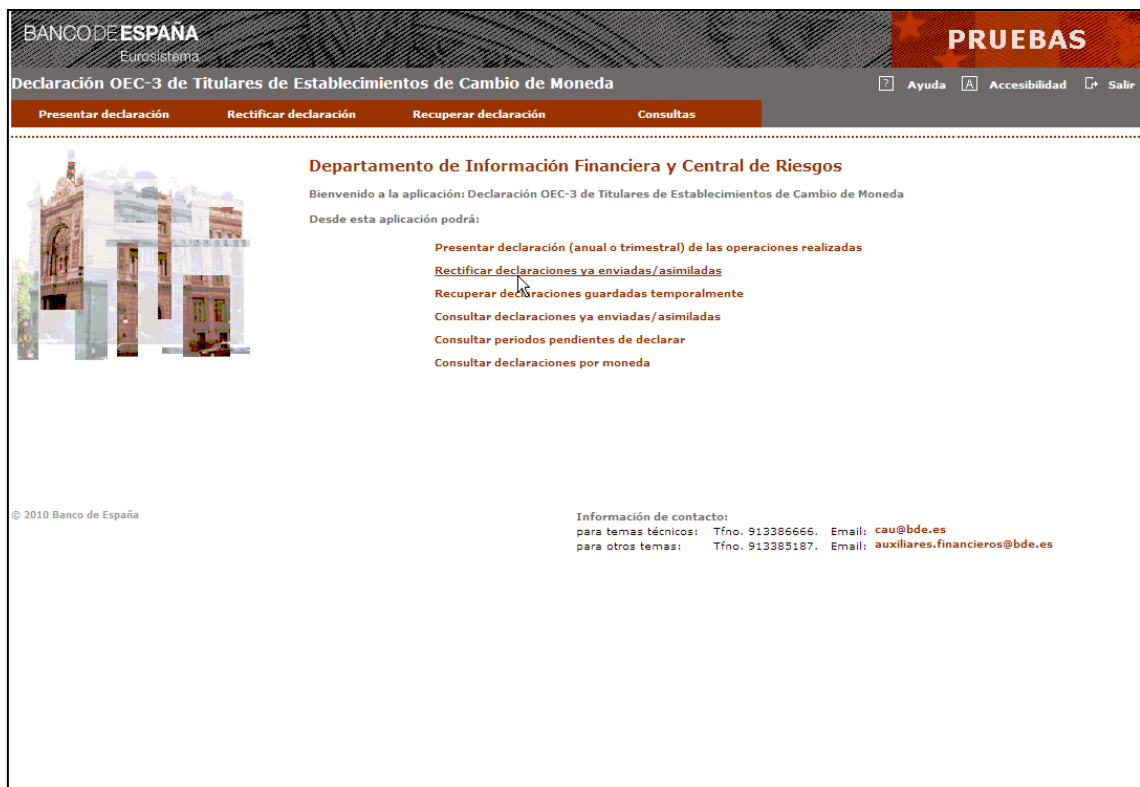 BANCO DE ESPAÑA
Eurosistema
PRUEBAS
Declaración OEC-3 de Titulares de Establecimientos de Cambio de Moneda
? Ayuda A Accesibilidad Salir
Presentar declaración Rectificar declaración Recuperar declaración Consultas
Departamento de Información Financiera y Central de Riesgos
Bienvenido a la aplicación: Declaración OEC-3 de Titulares de Establecimientos de Cambio de Moneda
Desde esta aplicación podrá:
Presentar declaración (anual o trimestral) de las operaciones realizadas
Rectificar declaraciones ya enviadas/asimiladas
Recuperar declaraciones guardadas temporalmente
Consultar declaraciones ya enviadas/asimiladas
Consultar periodos pendientes de declarar
Consultar declaraciones por moneda
© 2010 Banco de España
Información de contacto:
para temas técnicos: Tfno. 913386666. Email: cau@bde.es
para otros temas: Tfno. 913385187. Email: auxiliares.financieros@bde.es